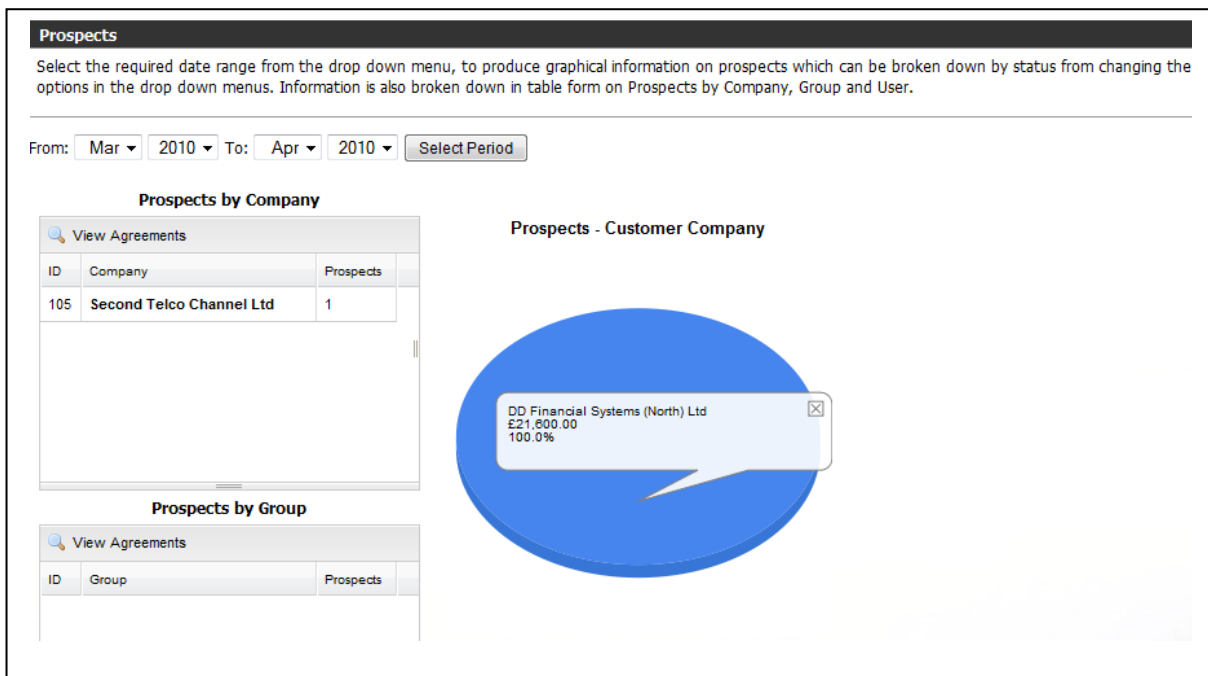 Prospects
Select the required date range from the drop down menu, to produce graphical information on prospects which can be broken down by status from changing the
options in the drop down menus. Information is also broken down in table form on Prospects by Company, Group and User.
From: Mar 2010 To: Apr 2010 Select Period
Prospects by Company
View Agreements
ID Company Prospects
105 Second Telco Channel Ltd 1
Prospects by Group
View Agreements
ID Group Prospects
Prospects - Customer Company
DD Financial Systems (North) Ltd
£21,600.00
100.0%